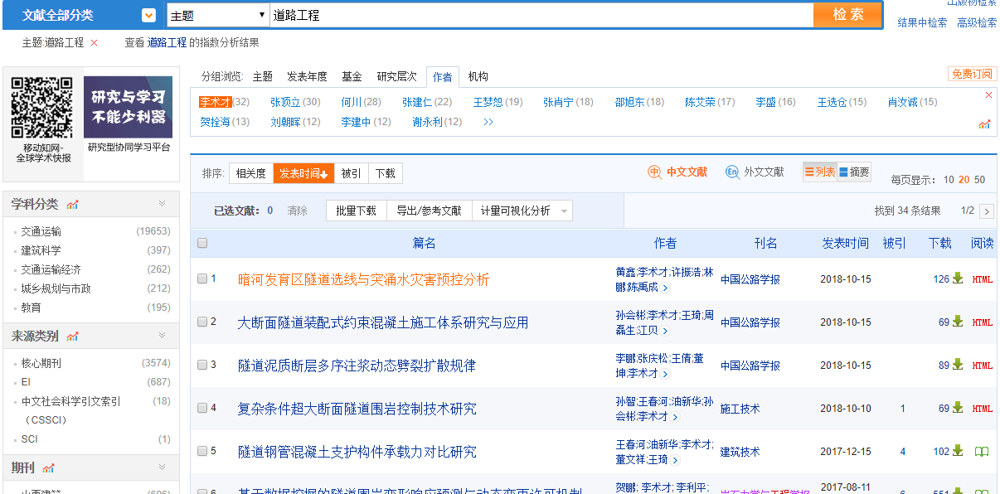 文献全部分类 主题 道路工程 检 索
结果中检索 高级检索
主题:道路工程 查看 道路工程 的指数分析结果
研究与学习
不能少利器
移动知网-
全球学术快报
研究型协同学习平台
学科分类
交通运输 (19653)
建筑科学 (397)
交通运输经济 (262)
城乡规划与市政 (212)
教育 (195)
来源类别
核心期刊 (3574)
EI (687)
中文社会科学引文索引 (18)
(CSSCI)
SCI (1)
期刊
分组浏览: 主题 发表年度 基金 研究层次 作者 机构 免费订阅
李术才(32) 张顶立(30) 何川(28) 张建仁(22) 王梦恕(19) 张肖宁(18) 邵旭东(18) 陈艾荣(17) 李盛(16) 王选仓(15) 肖汝诚(15)
贺拴海(13) 刘朝晖(12) 李建中(12) 谢永利(12) >>
排序: 相关度 发表时间 被引 下载 中 中文文献 En 外文文献 列表 摘要 每页显示: 10 20 50
已选文献: 0 清除 批量下载 导出/参考文献 计量可视化分析 找到 34 条结果 1/2 >
篇名 作者 刊名 发表时间 被引 下载 阅读
1 暗河发育区隧道选线与突涌水灾害预控分析 黄鑫;李术才;许振浩;林
鹏;陈禹成 中国公路学报 2018-10-15 126 HTML
2 大断面隧道装配式约束混凝土施工体系研究与应用 孙会彬;李术才;王琦;周
磊生;江贝 中国公路学报 2018-10-15 69 HTML
3 隧道泥质断层多序注浆动态劈裂扩散规律 李鹏;张庆松;王倩;董
坤;李术才 中国公路学报 2018-10-15 89 HTML
4 复杂条件超大断面隧道围岩控制技术研究 孙智;王春河;油新华;孙
会彬;李术才 施工技术 2018-10-10 1 69 HTML
5 隧道钢管混凝土支护构件承载力对比研究 王春河;油新华;李术才;
董文祥;王琦 建筑技术 2017-12-15 4 102
贺鹏; 李术才; 李利平; 2017-08-11